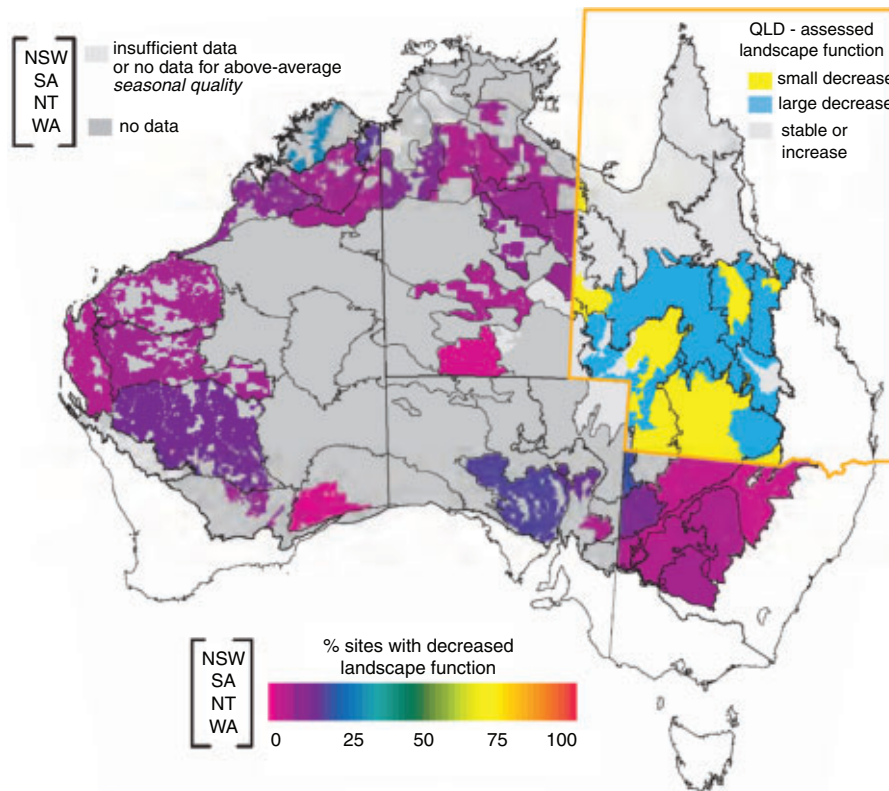 NSW
SA
NT
WA
insufficient data
or no data for above-average
seasonal quality
no data
QLD - assessed
landscape function
small decrease
large decrease
stable or
increase
NSW
SA
NT
WA
% sites with decreased
landscape function
0 25 50 75 100